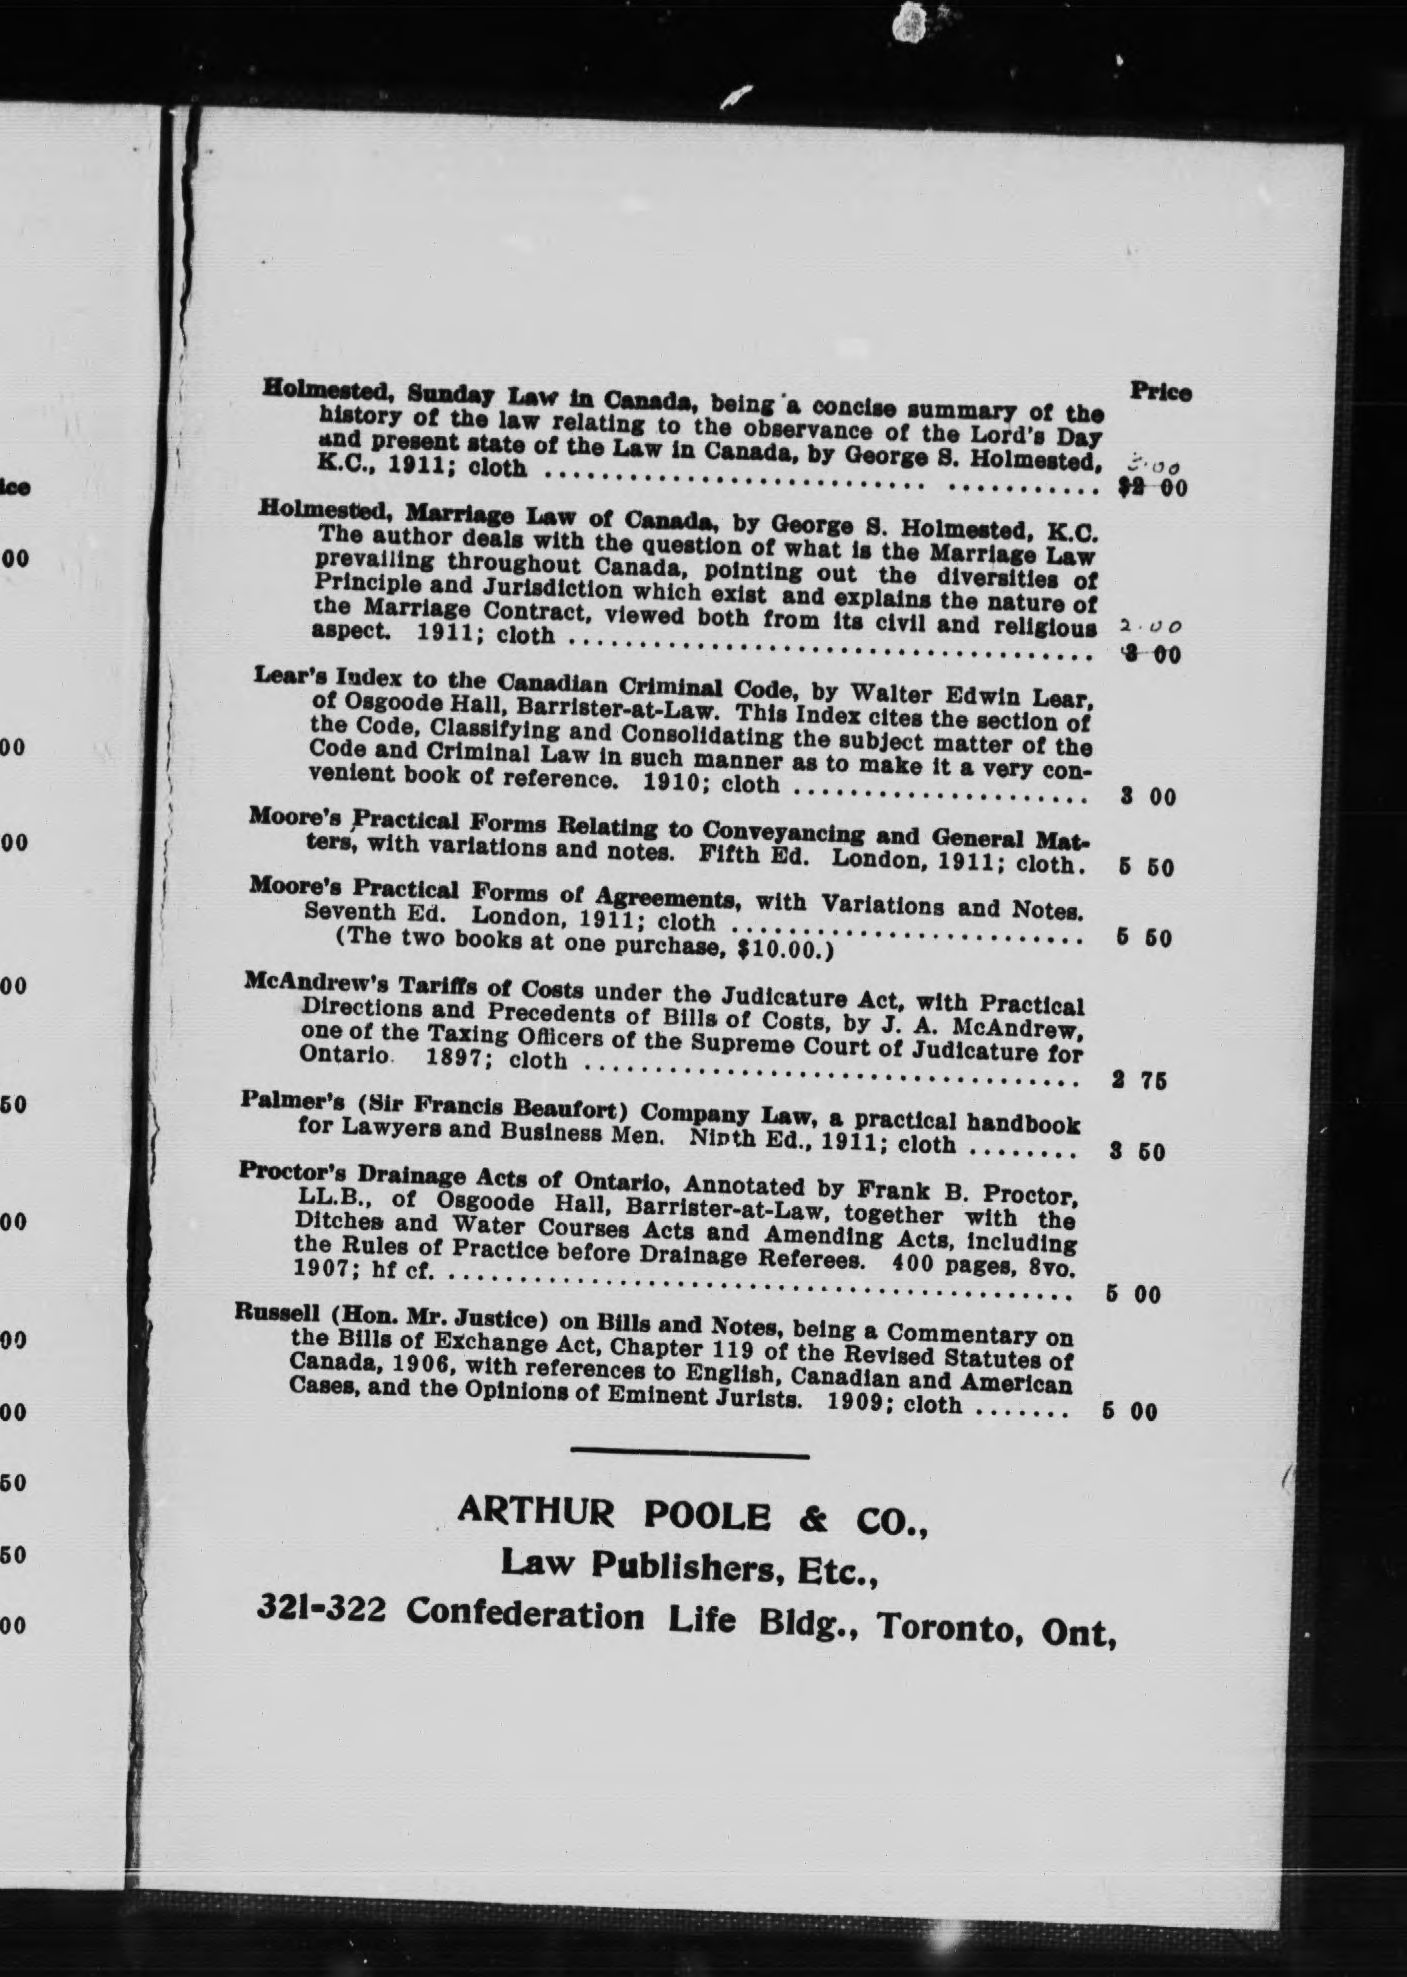 Price
Holmested, Sunday Law in Canada, being a concise summary of the
history of the law relating to the observance of the Lord's Day
and present state of the Law in Canada, by George S. Holmested,
3.00
K.C., 1911; cloth ...................................... $2 00
Holmested, Marriage Law of Canada, by George S. Holmested, K.C.
The author deals with the question of what is the Marriage Law
prevailing throughout Canada, pointing out the diversities of
Principle and Jurisdiction which exist and explains the nature of
the Marriage Contract, viewed both from its civil and religious
2.00
aspect. 1911; cloth ..................................... 3 00
Lear's Index to the Canadian Criminal Code, by Walter Edwin Lear,
of Osgoode Hall, Barrister-at-Law. This Index cites the section of
the Code, Classifying and Consolidating the subject matter of the
Code and Criminal Law in such manner as to make it a very con-
venient book of reference. 1910; cloth ..................... 3 00
Moore's Practical Forms Relating to Conveyancing and General Mat-
ters, with variations and notes. Fifth Ed. London, 1911; cloth. 5 50
Moore's Practical Forms of Agreements, with Variations and Notes.
Seventh Ed. London, 1911; cloth ......................... 5 50
(The two books at one purchase, $10.00.)
McAndrew's Tariffs of Costs under the Judicature Act, with Practical
Directions and Precedents of Bills of Costs, by J. A. McAndrew,
one of the Taxing Officers of the Supreme Court of Judicature for
Ontario. 1897; cloth ................................... 2 75
Palmer's (Sir Francis Beaufort) Company Law, a practical handbook
for Lawyers and Business Men. Ninth Ed., 1911; cloth ........ 3 50
Proctor's Drainage Acts of Ontario, Annotated by Frank B. Proctor,
LL.B., of Osgoode Hall, Barrister-at-Law, together with the
Ditches and Water Courses Acts and Amending Acts, including
the Rules of Practice before Drainage Referees. 400 pages, 8vo.
1907; hf cf. ............................................ 5 00
Russell (Hon. Mr. Justice) on Bills and Notes, being a Commentary on
the Bills of Exchange Act, Chapter 119 of the Revised Statutes of
Canada, 1906, with references to English, Canadian and American
Cases, and the Opinions of Eminent Jurists. 1909; cloth ....... 5 00
ARTHUR POOLE & CO.,
Law Publishers, Etc.,
321-322 Confederation Life Bldg., Toronto, Ont,